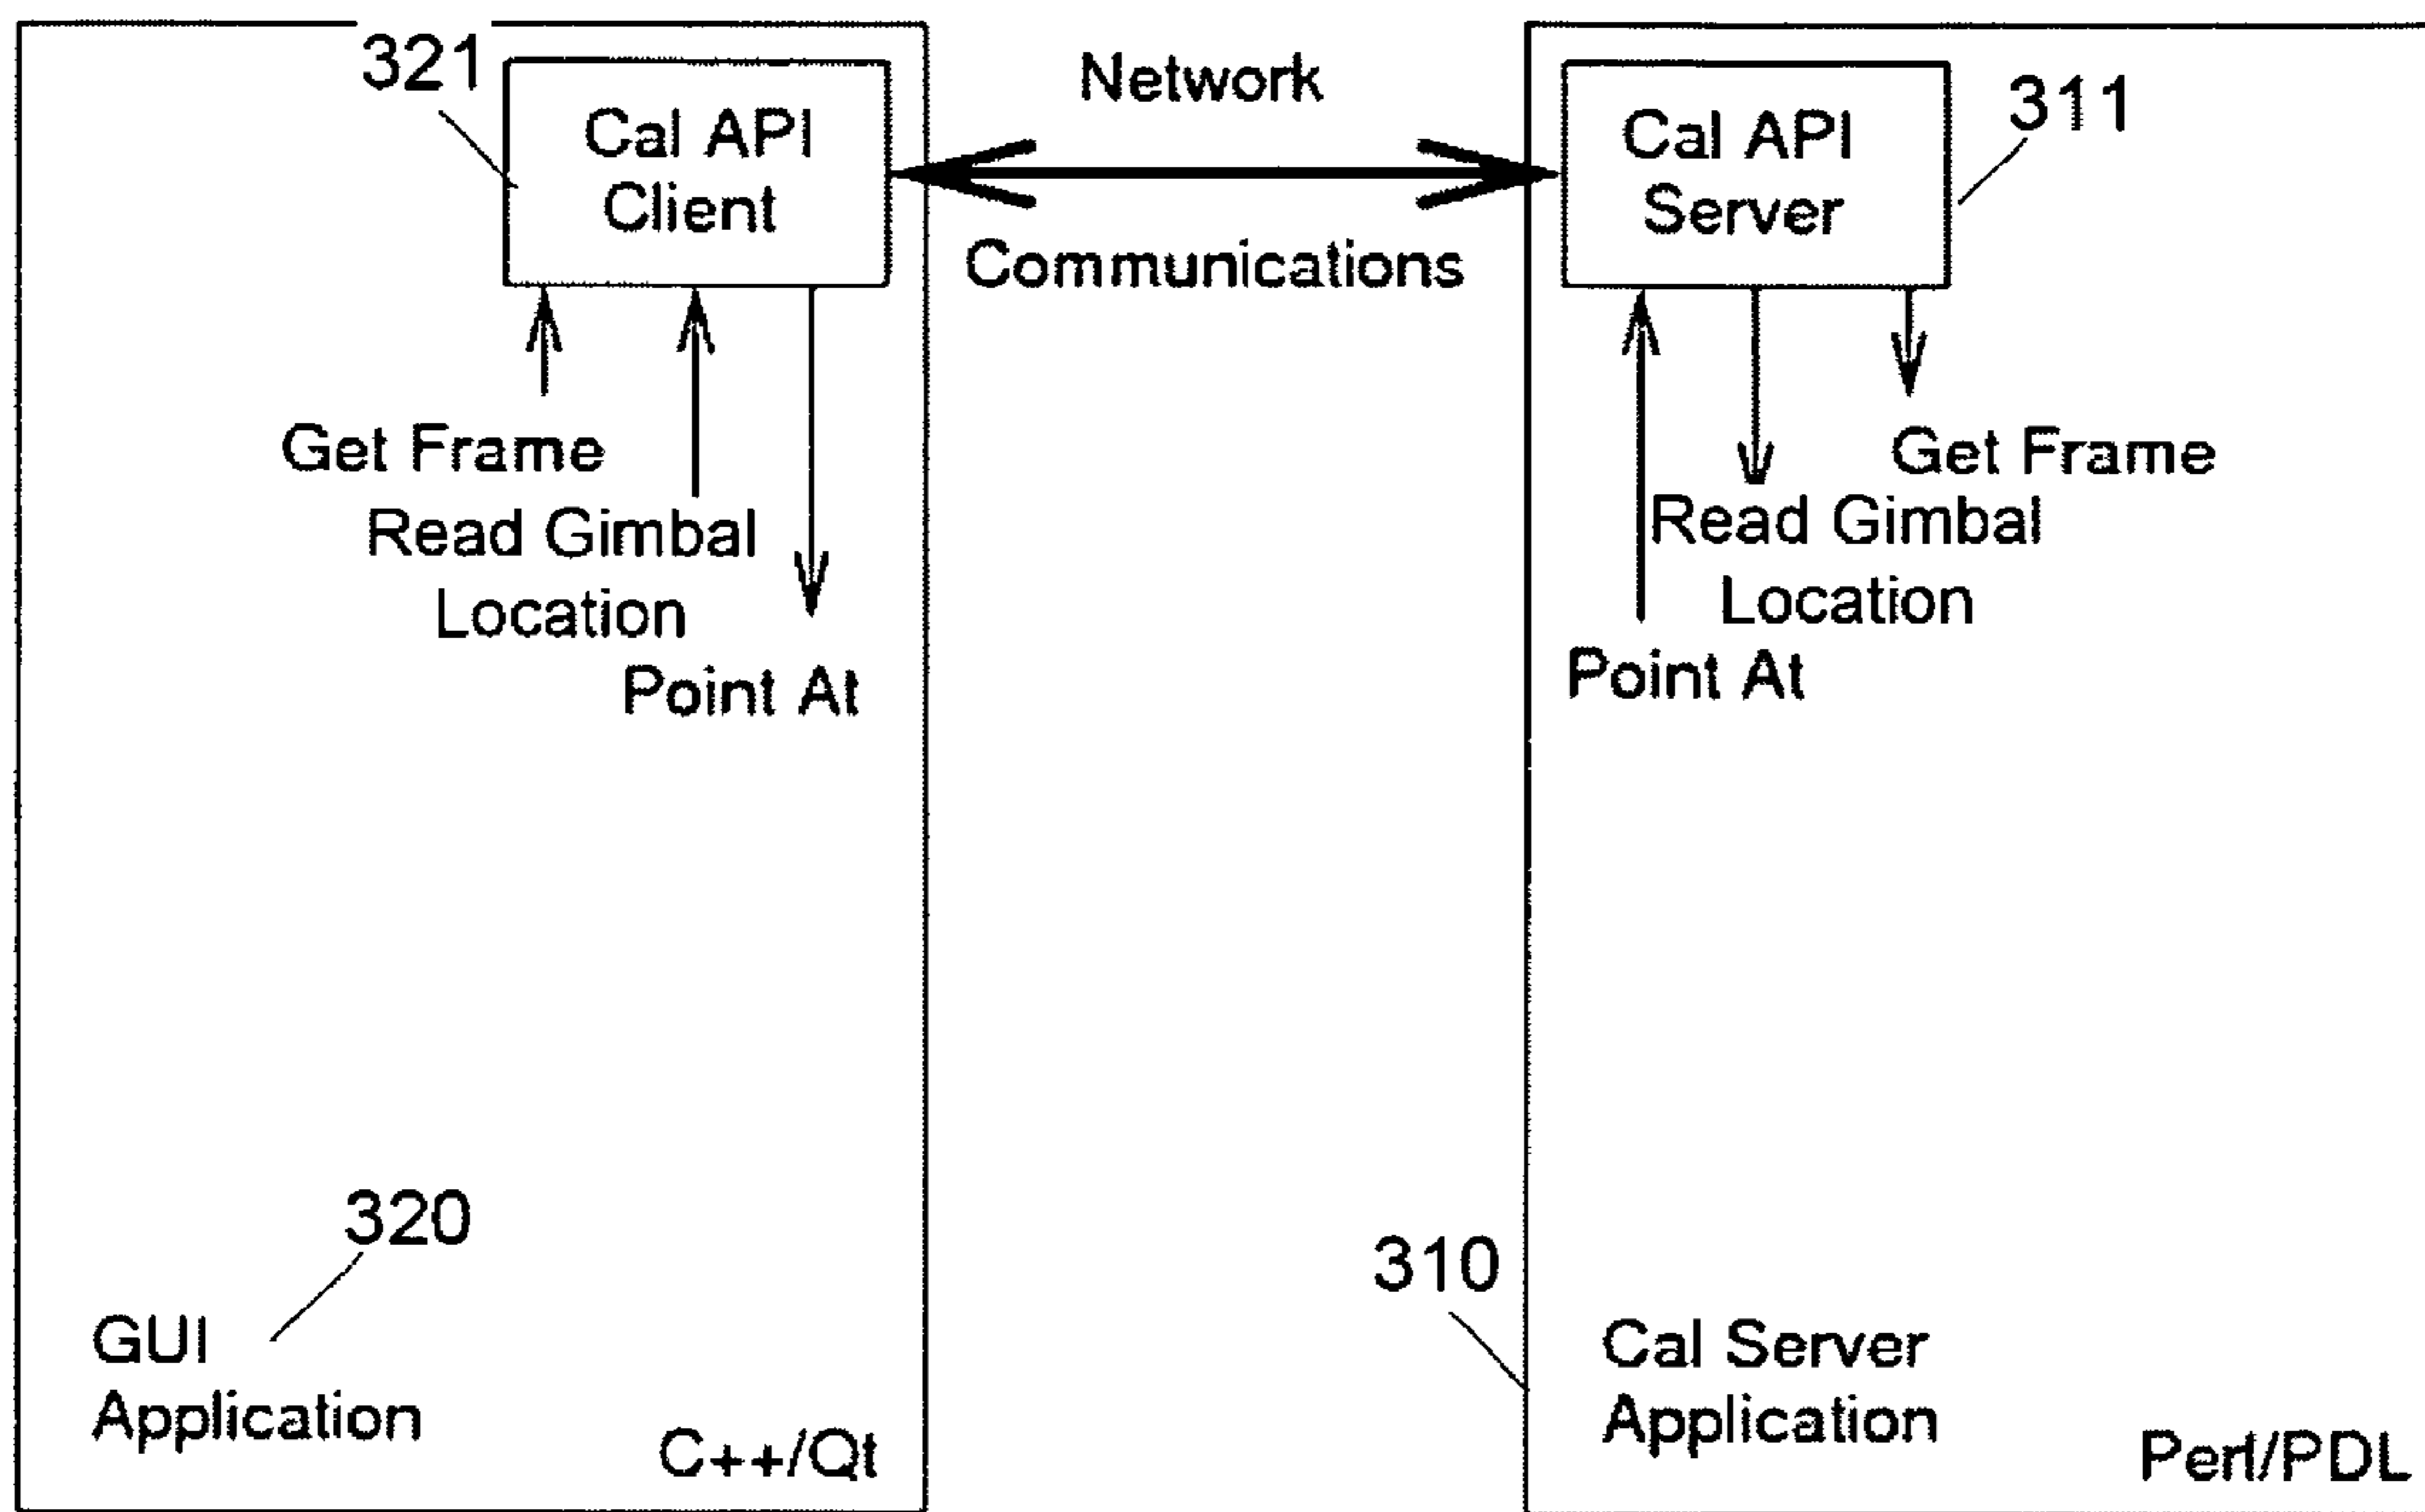 321
Cal API
Client
Network
Communications
Cal API
Server
311
Get Frame
Read Gimbal
Location
Point At
Get Frame
Read Gimbal
Location
Point At
320
GUI
Application
C++/Qt
310
Cal Server
Application
Perl/PDL